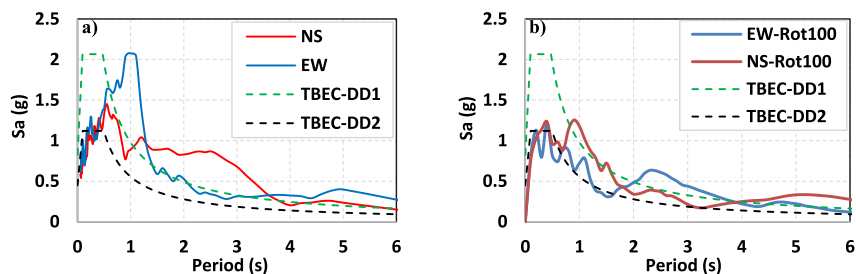 a)
2.5
2
1.5
1
0.5
0
Sa (g)
NS
EW
TBEC-DD1
TBEC-DD2
0 1 2 3 4 5 6
Period (s)
b)
2.5
2
1.5
1
0.5
0
Sa (g)
EW-Rot100
NS-Rot100
TBEC-DD1
TBEC-DD2
0 1 2 3 4 5 6
Period (s)